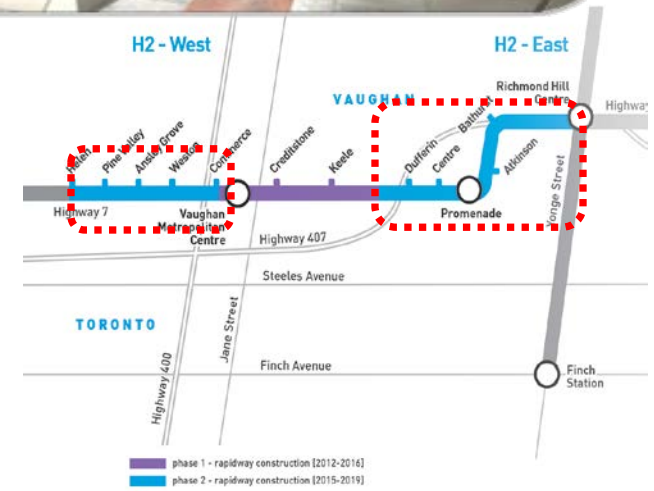 H2 - West
H2 - East
Richmond Hill
Centre
Highway
VAUGHAN
Helen
Pine Valley
Ansley Grove
Weston
Commerce
Creditstone
Keele
Dufferin
Centre
Bathurst
Atkinson
Highway 7
Vaughan
Metropolitan
Centre
Promenade
Yonge Street
Highway 407
Steeles Avenue
TORONTO
Highway 400
Jane Street
Finch Avenue
Finch
Station
phase 1 - rapidway construction [2012-2016]
phase 2 - rapidway construction [2015-2019]